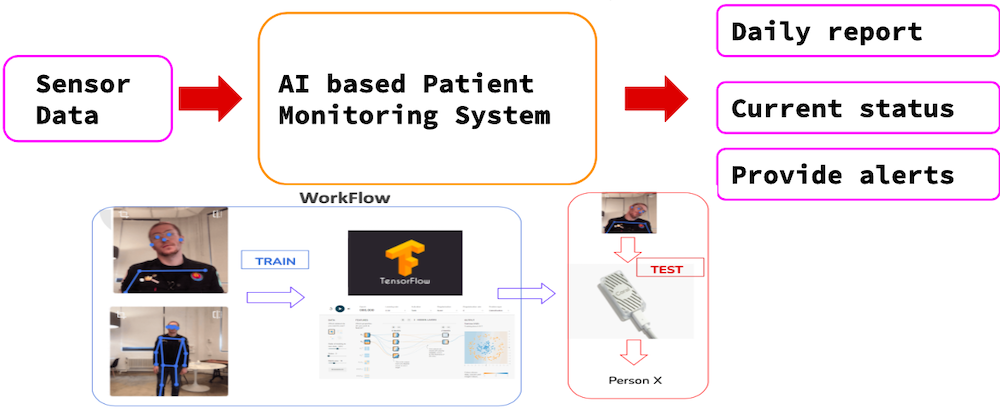 Sensor
Data
AI based Patient
Monitoring System
Daily report
Current status
Provide alerts
WorkFlow
TRAIN
TensorFlow
TEST
Person X